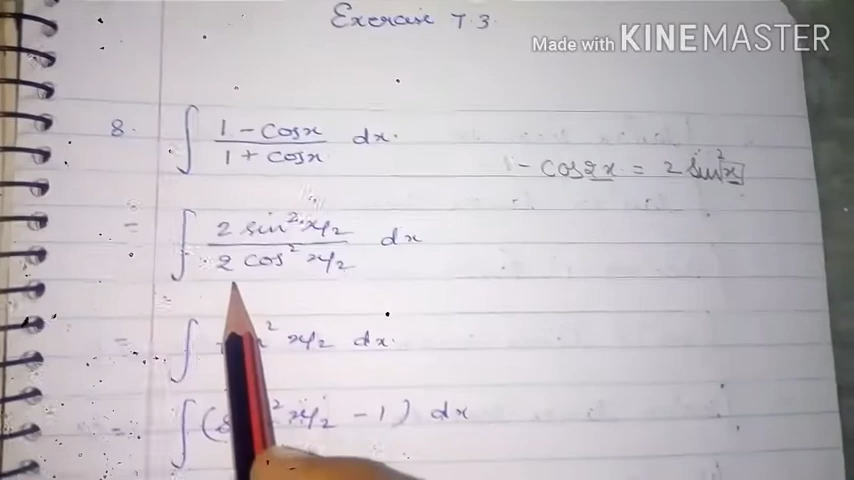 Exercise 7.3
Made with KINEMASTER
8. ∫ (1 - cosx)/(1 + cosx) dx.
1 - cos2x = 2 sin²x
= ∫ (2 sin² x/2)/(2 cos² x/2) dx
= ∫ x/2 dx.
= ∫ ( x/2 - 1) dx